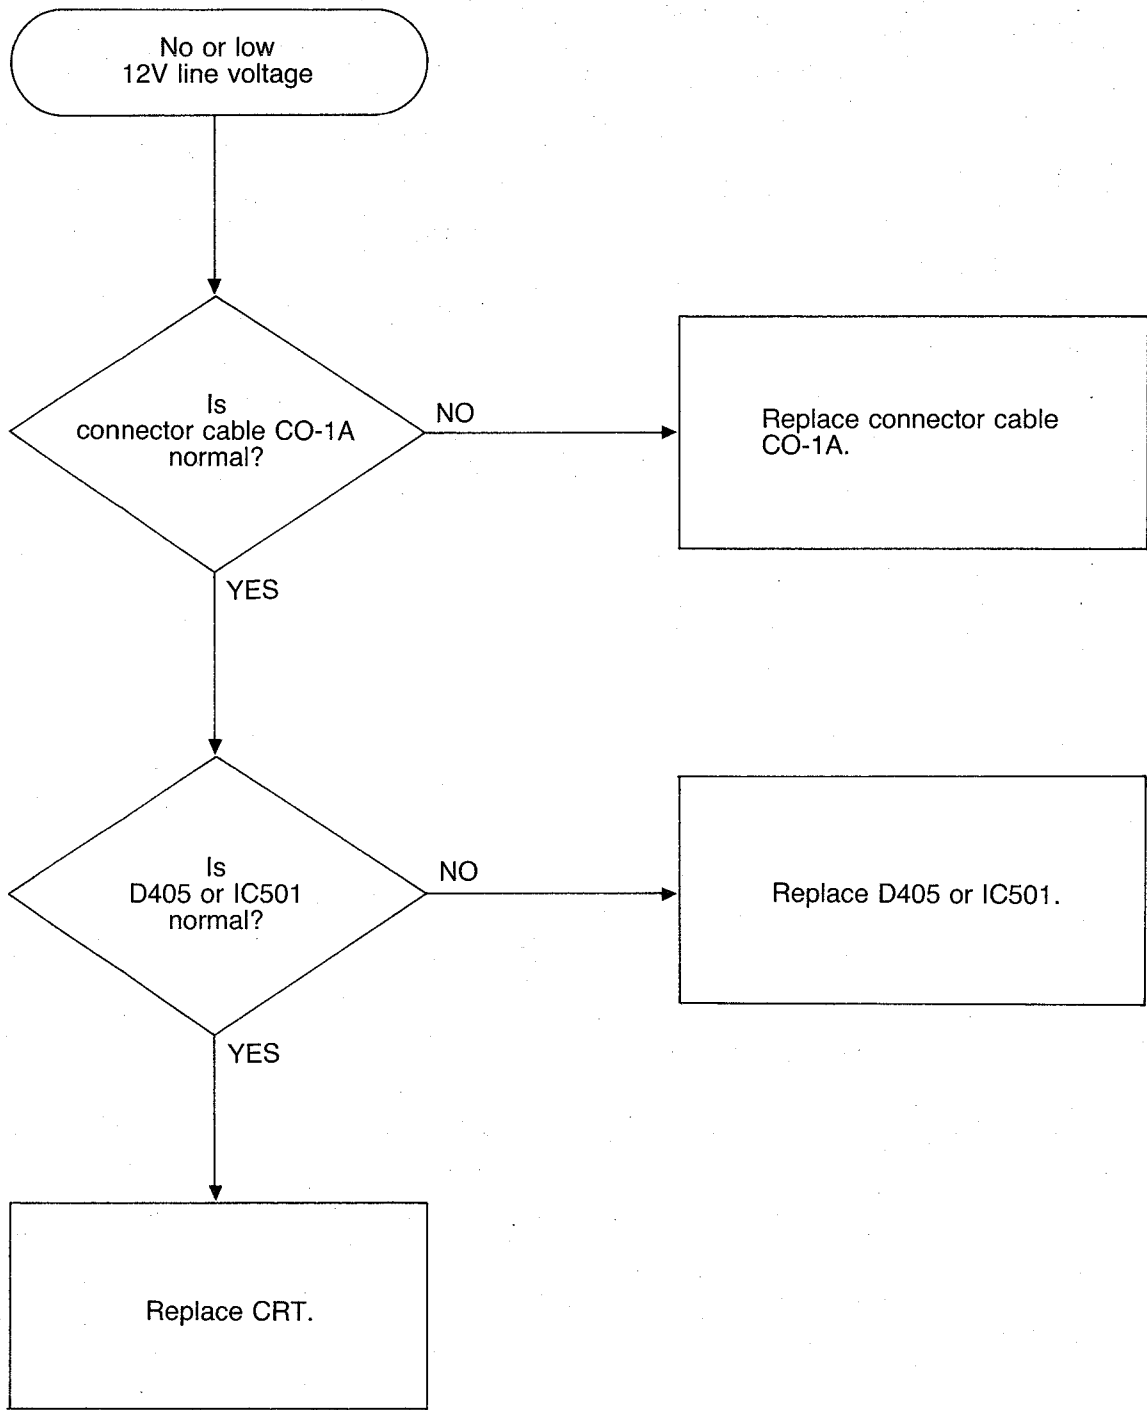 No or low
12V line voltage
Is
connector cable CO-1A
normal?
NO
Replace connector cable
CO-1A.
YES
Is
D405 or IC501
normal?
NO
Replace D405 or IC501.
YES
Replace CRT.